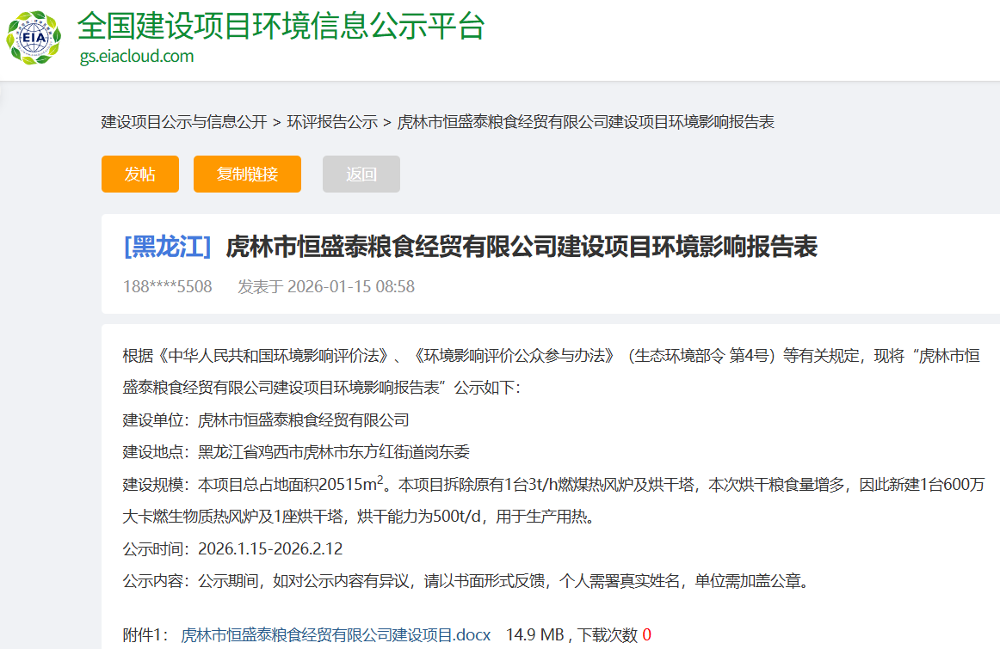 EIA
全国建设项目环境信息公示平台
gs.eiacloud.com
建设项目公示与信息公开 > 环评报告公示 > 虎林市恒盛泰粮食经贸有限公司建设项目环境影响报告表
发帖 复制链接 返回
[黑龙江] 虎林市恒盛泰粮食经贸有限公司建设项目环境影响报告表
188****5508 发表于 2026-01-15 08:58
根据《中华人民共和国环境影响评价法》、《环境影响评价公众参与办法》（生态环境部令 第4号）等有关规定，现将“虎林市恒
盛泰粮食经贸有限公司建设项目环境影响报告表”公示如下：
建设单位：虎林市恒盛泰粮食经贸有限公司
建设地点：黑龙江省鸡西市虎林市东方红街道岗东委
建设规模：本项目总占地面积20515m²。本项目拆除原有1台3t/h燃煤热风炉及烘干塔，本次烘干粮食量增多，因此新建1台600万
大卡燃生物质热风炉及1座烘干塔，烘干能力为500t/d，用于生产用热。
公示时间：2026.1.15-2026.2.12
公示内容：公示期间，如对公示内容有异议，请以书面形式反馈，个人需署真实姓名，单位需加盖公章。
附件1： 虎林市恒盛泰粮食经贸有限公司建设项目.docx 14.9 MB , 下载次数 0